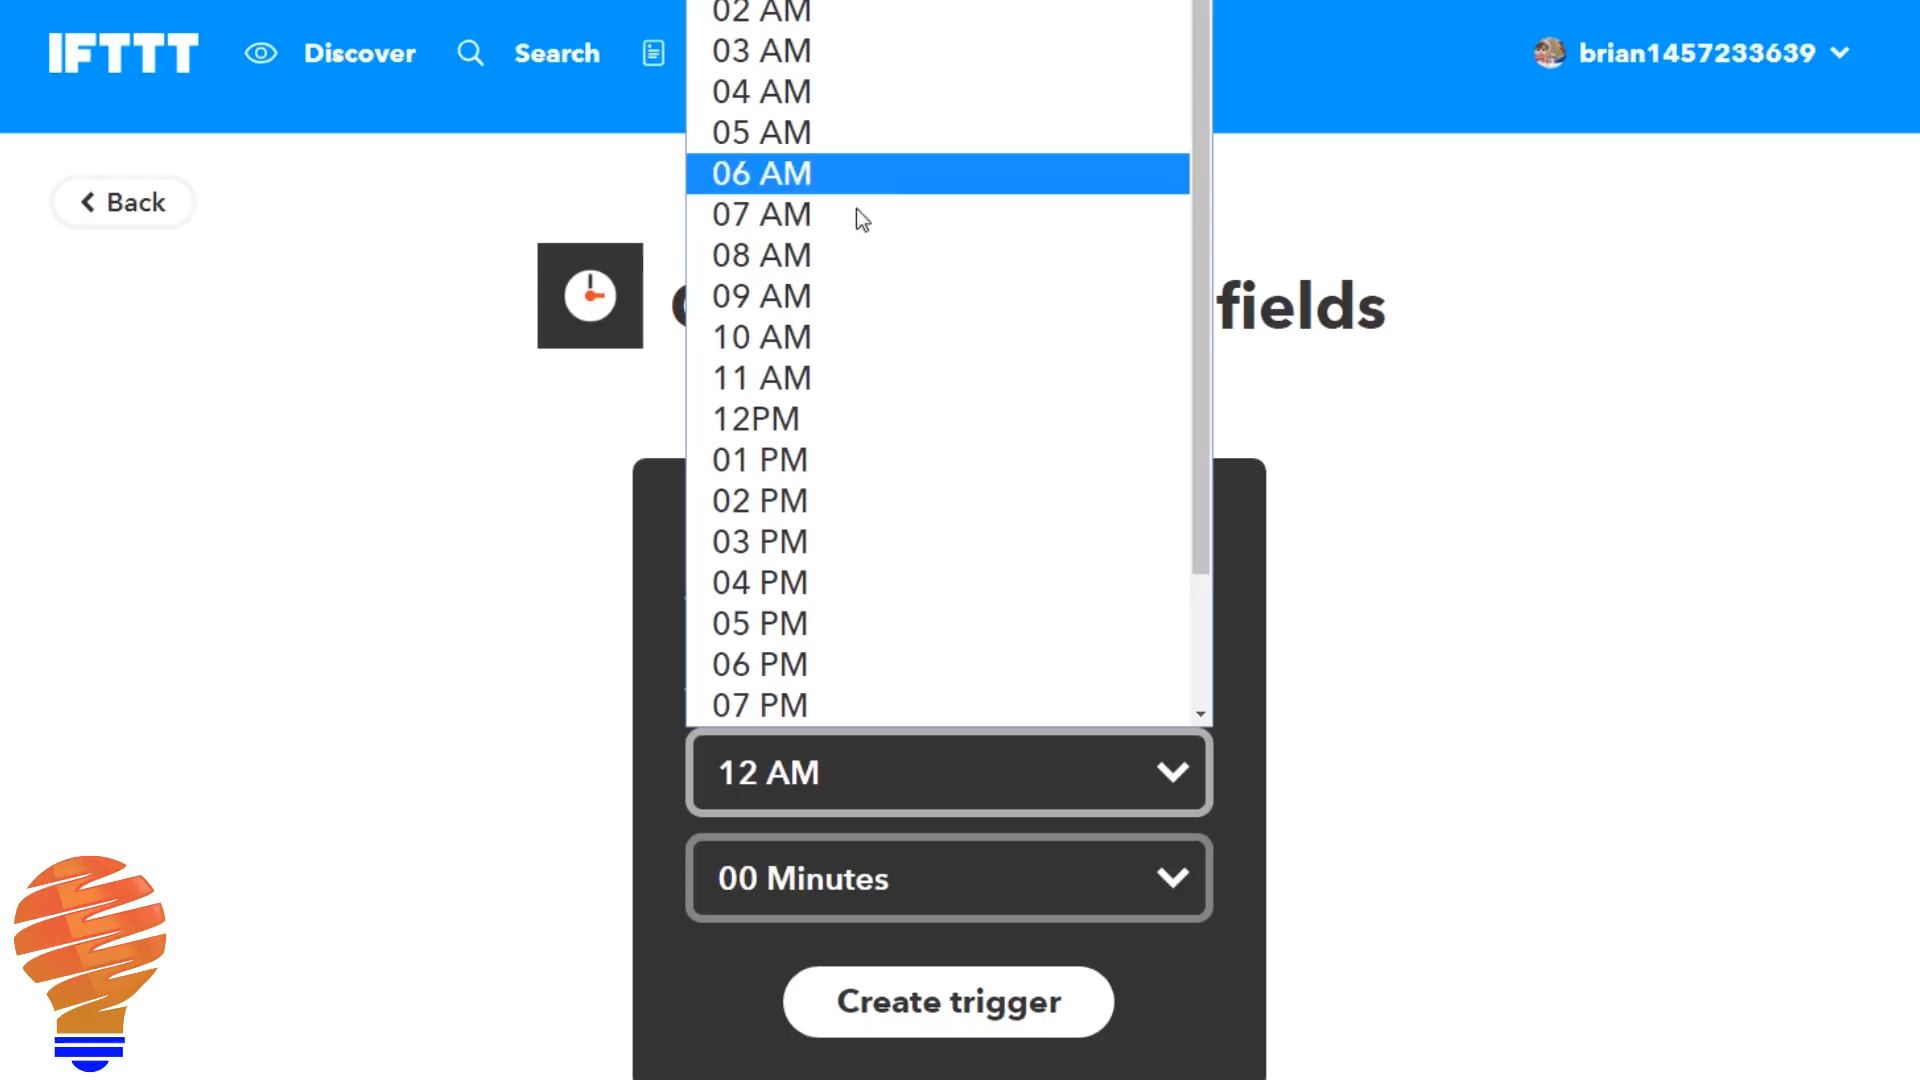 IFTTT
Discover
Search
brian1457233639
Back
fields
02 AM
03 AM
04 AM
05 AM
06 AM
07 AM
08 AM
09 AM
10 AM
11 AM
12PM
01 PM
02 PM
03 PM
04 PM
05 PM
06 PM
07 PM
12 AM
00 Minutes
Create trigger